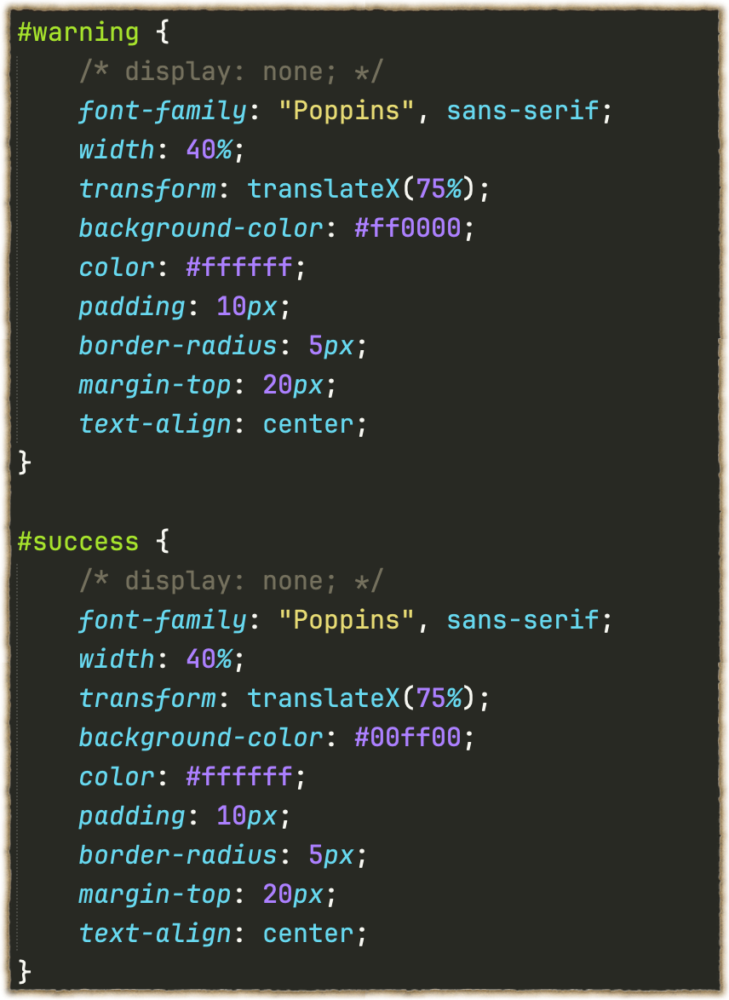 #warning {
    /* display: none; */
    font-family: "Poppins", sans-serif;
    width: 40%;
    transform: translateX(75%);
    background-color: #ff0000;
    color: #ffffff;
    padding: 10px;
    border-radius: 5px;
    margin-top: 20px;
    text-align: center;
}

#success {
    /* display: none; */
    font-family: "Poppins", sans-serif;
    width: 40%;
    transform: translateX(75%);
    background-color: #00ff00;
    color: #ffffff;
    padding: 10px;
    border-radius: 5px;
    margin-top: 20px;
    text-align: center;
}